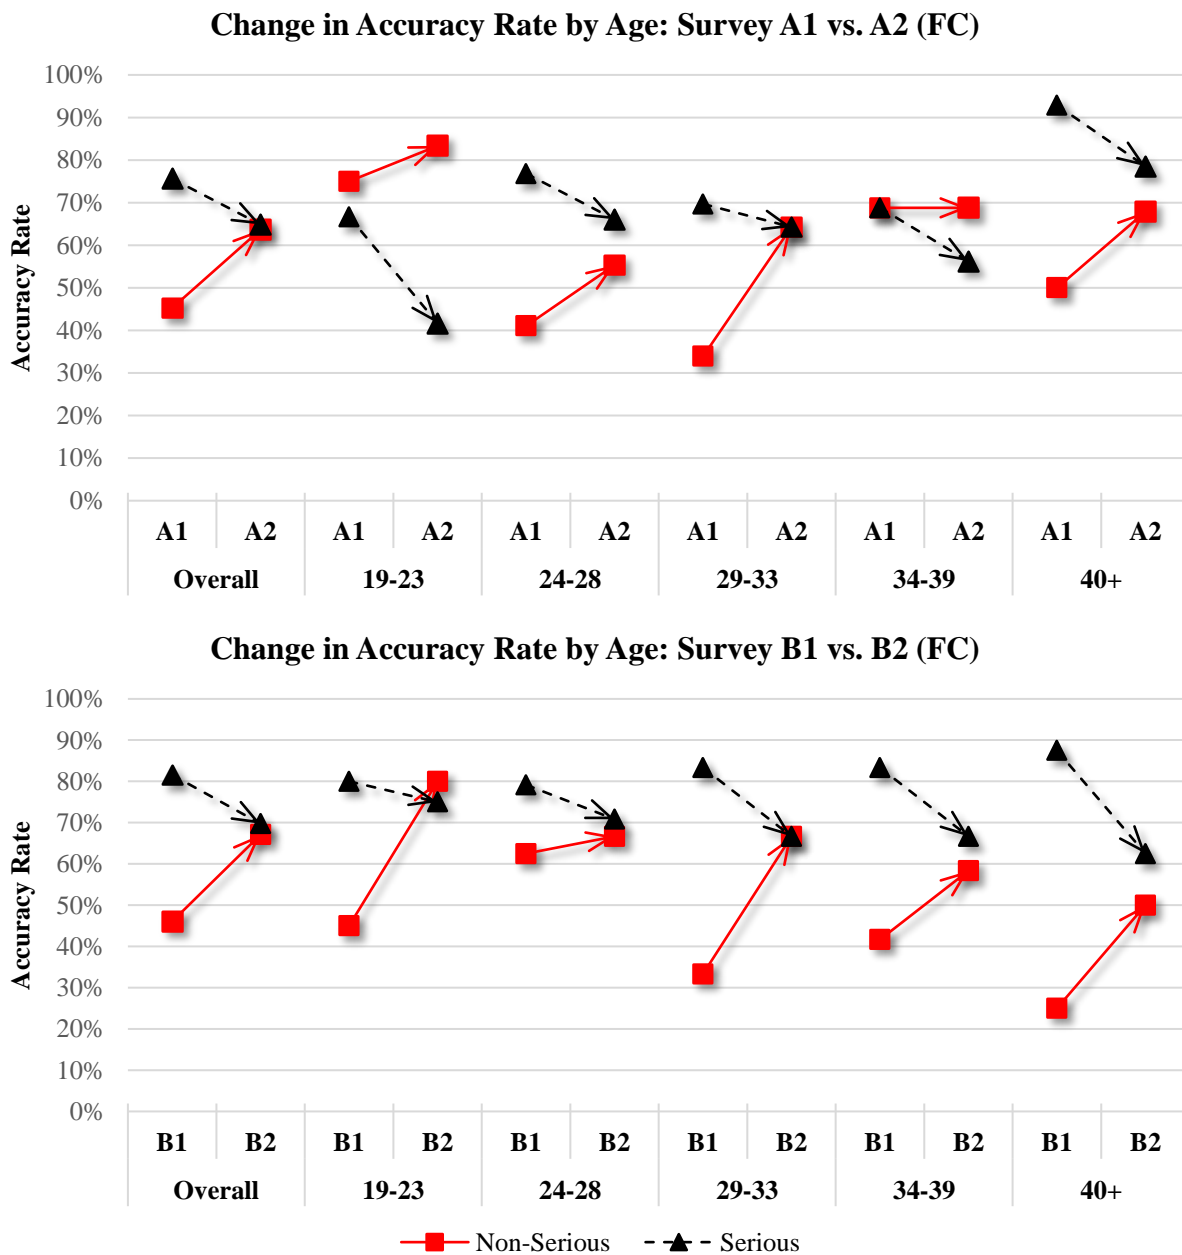 Change in Accuracy Rate by Age: Survey A1 vs. A2 (FC)
100%
90%
80%
70%
60%
50%
40%
30%
20%
10%
0%
Accuracy Rate
A1 A2 A1 A2 A1 A2 A1 A2 A1 A2 A1 A2
Overall 19-23 24-28 29-33 34-39 40+
Change in Accuracy Rate by Age: Survey B1 vs. B2 (FC)
100%
90%
80%
70%
60%
50%
40%
30%
20%
10%
0%
Accuracy Rate
B1 B2 B1 B2 B1 B2 B1 B2 B1 B2 B1 B2
Overall 19-23 24-28 29-33 34-39 40+
Non-Serious Serious